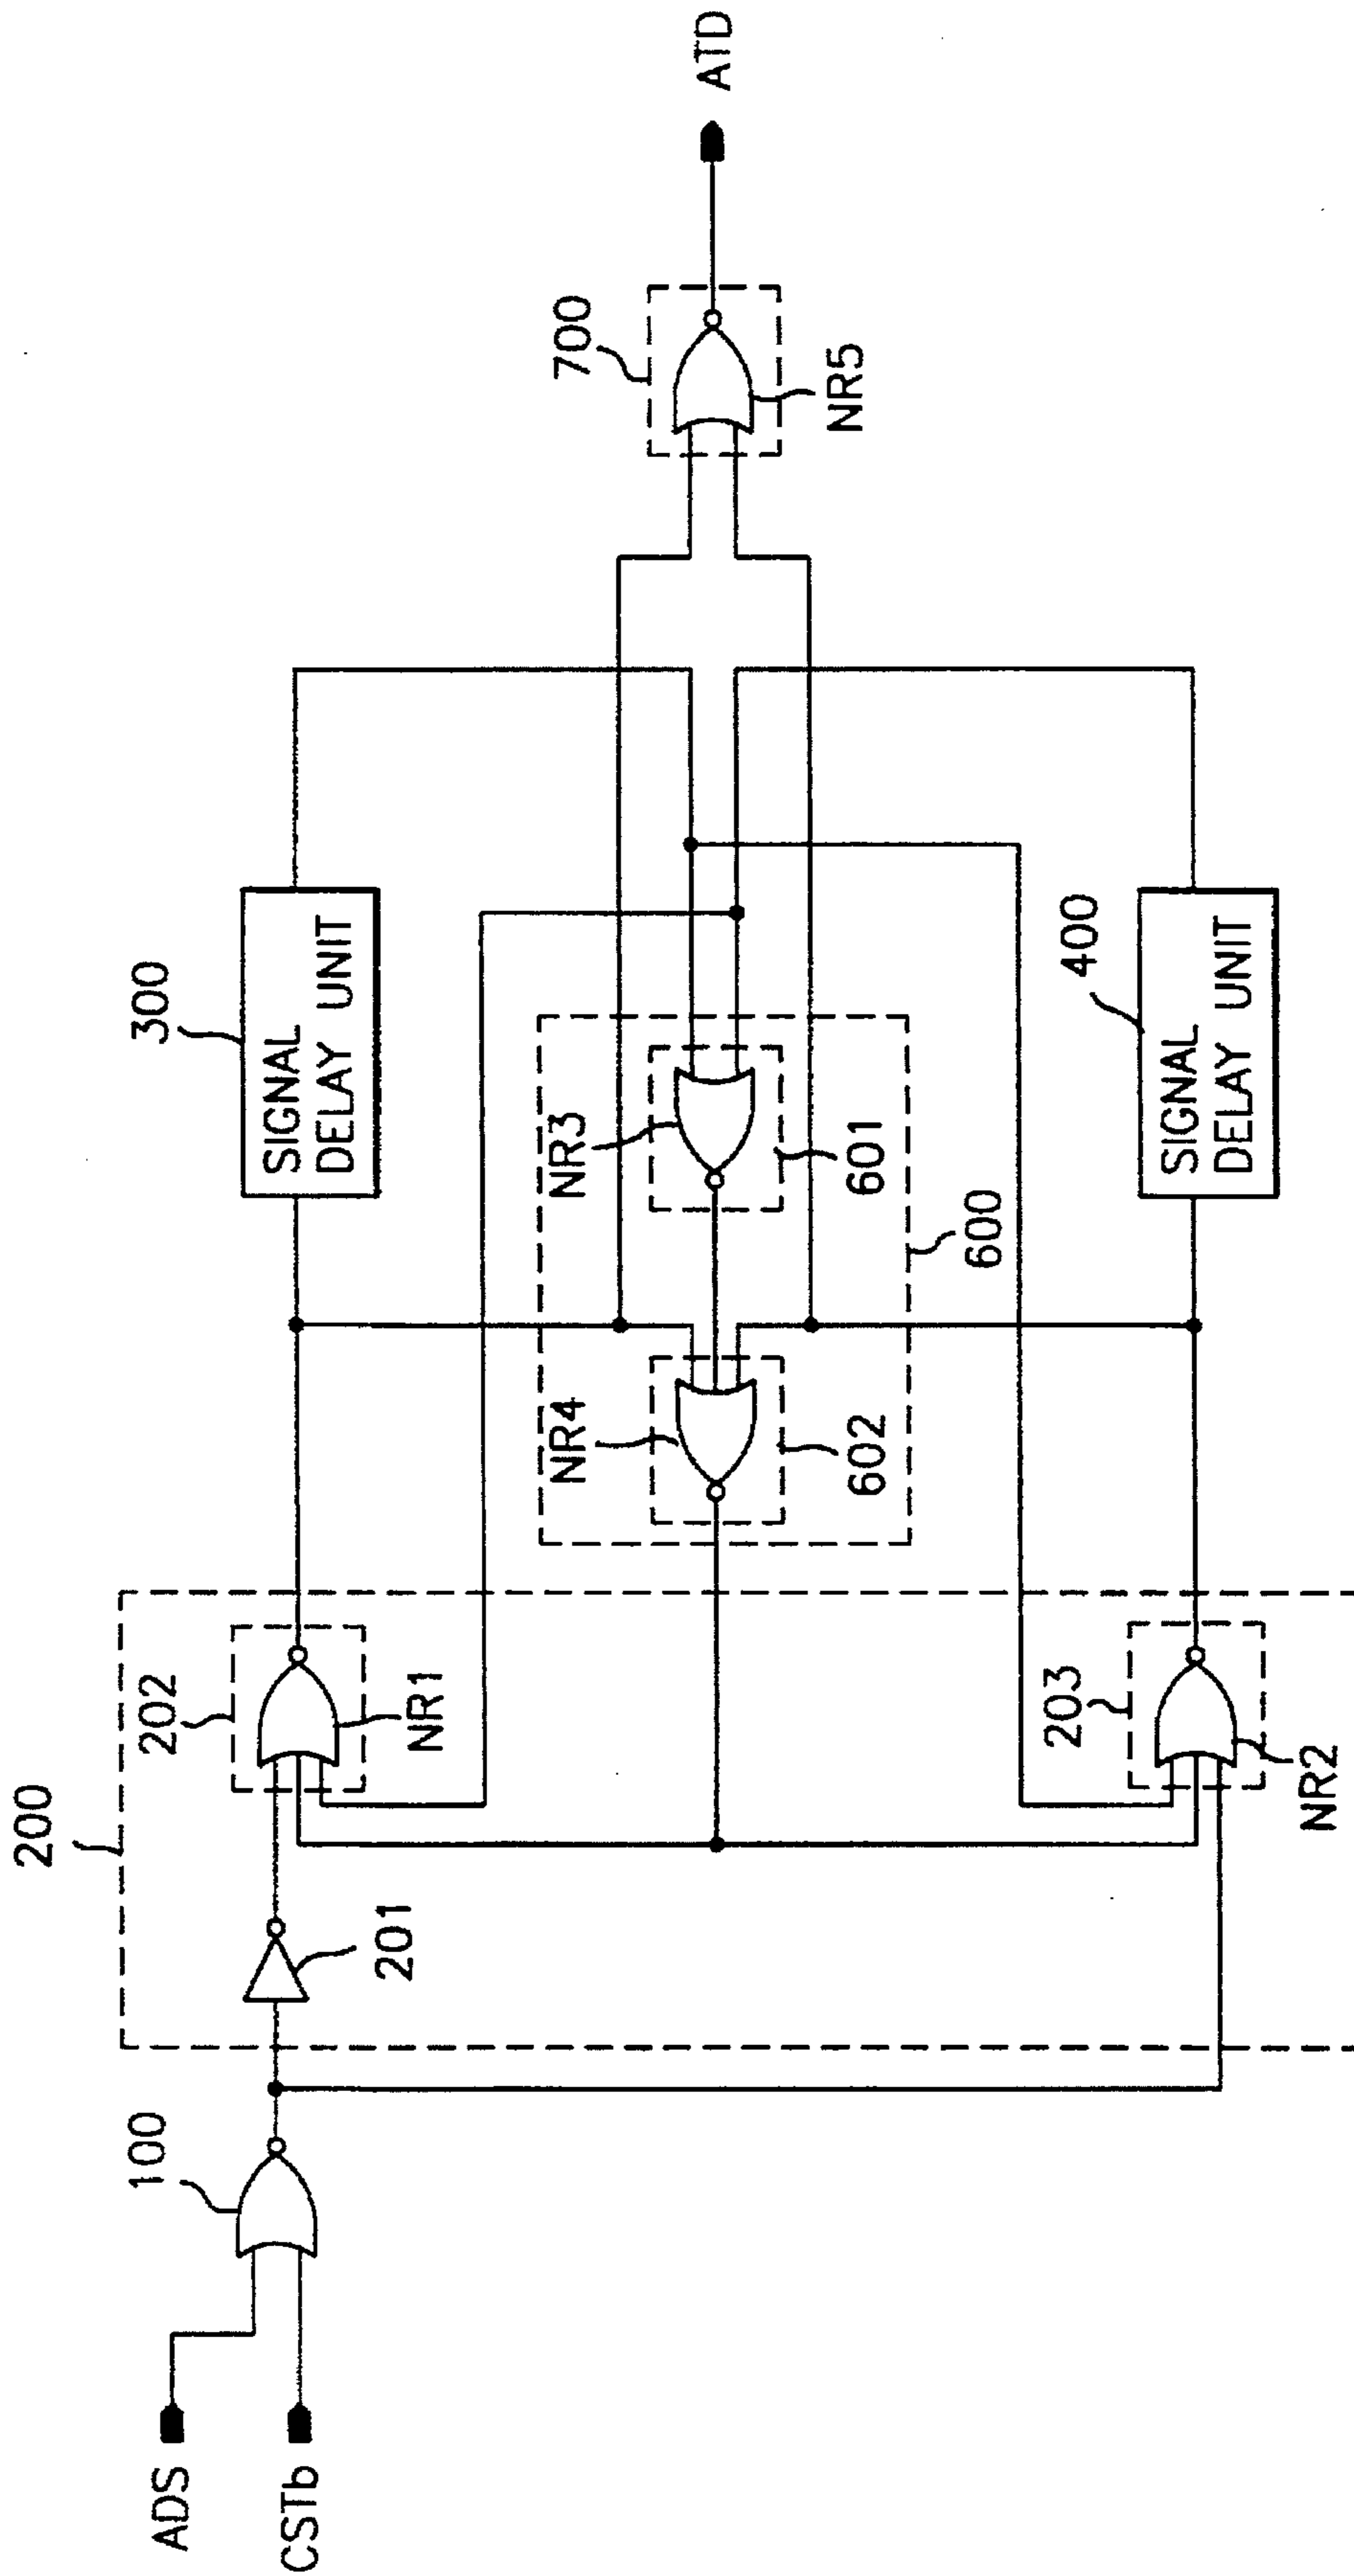 ADS
CSTb
100
200
201
202
NR1
203
NR2
300
SIGNAL
DELAY UNIT
NR4
602
NR3
601
600
400
SIGNAL
DELAY UNIT
700
NR5
ATD